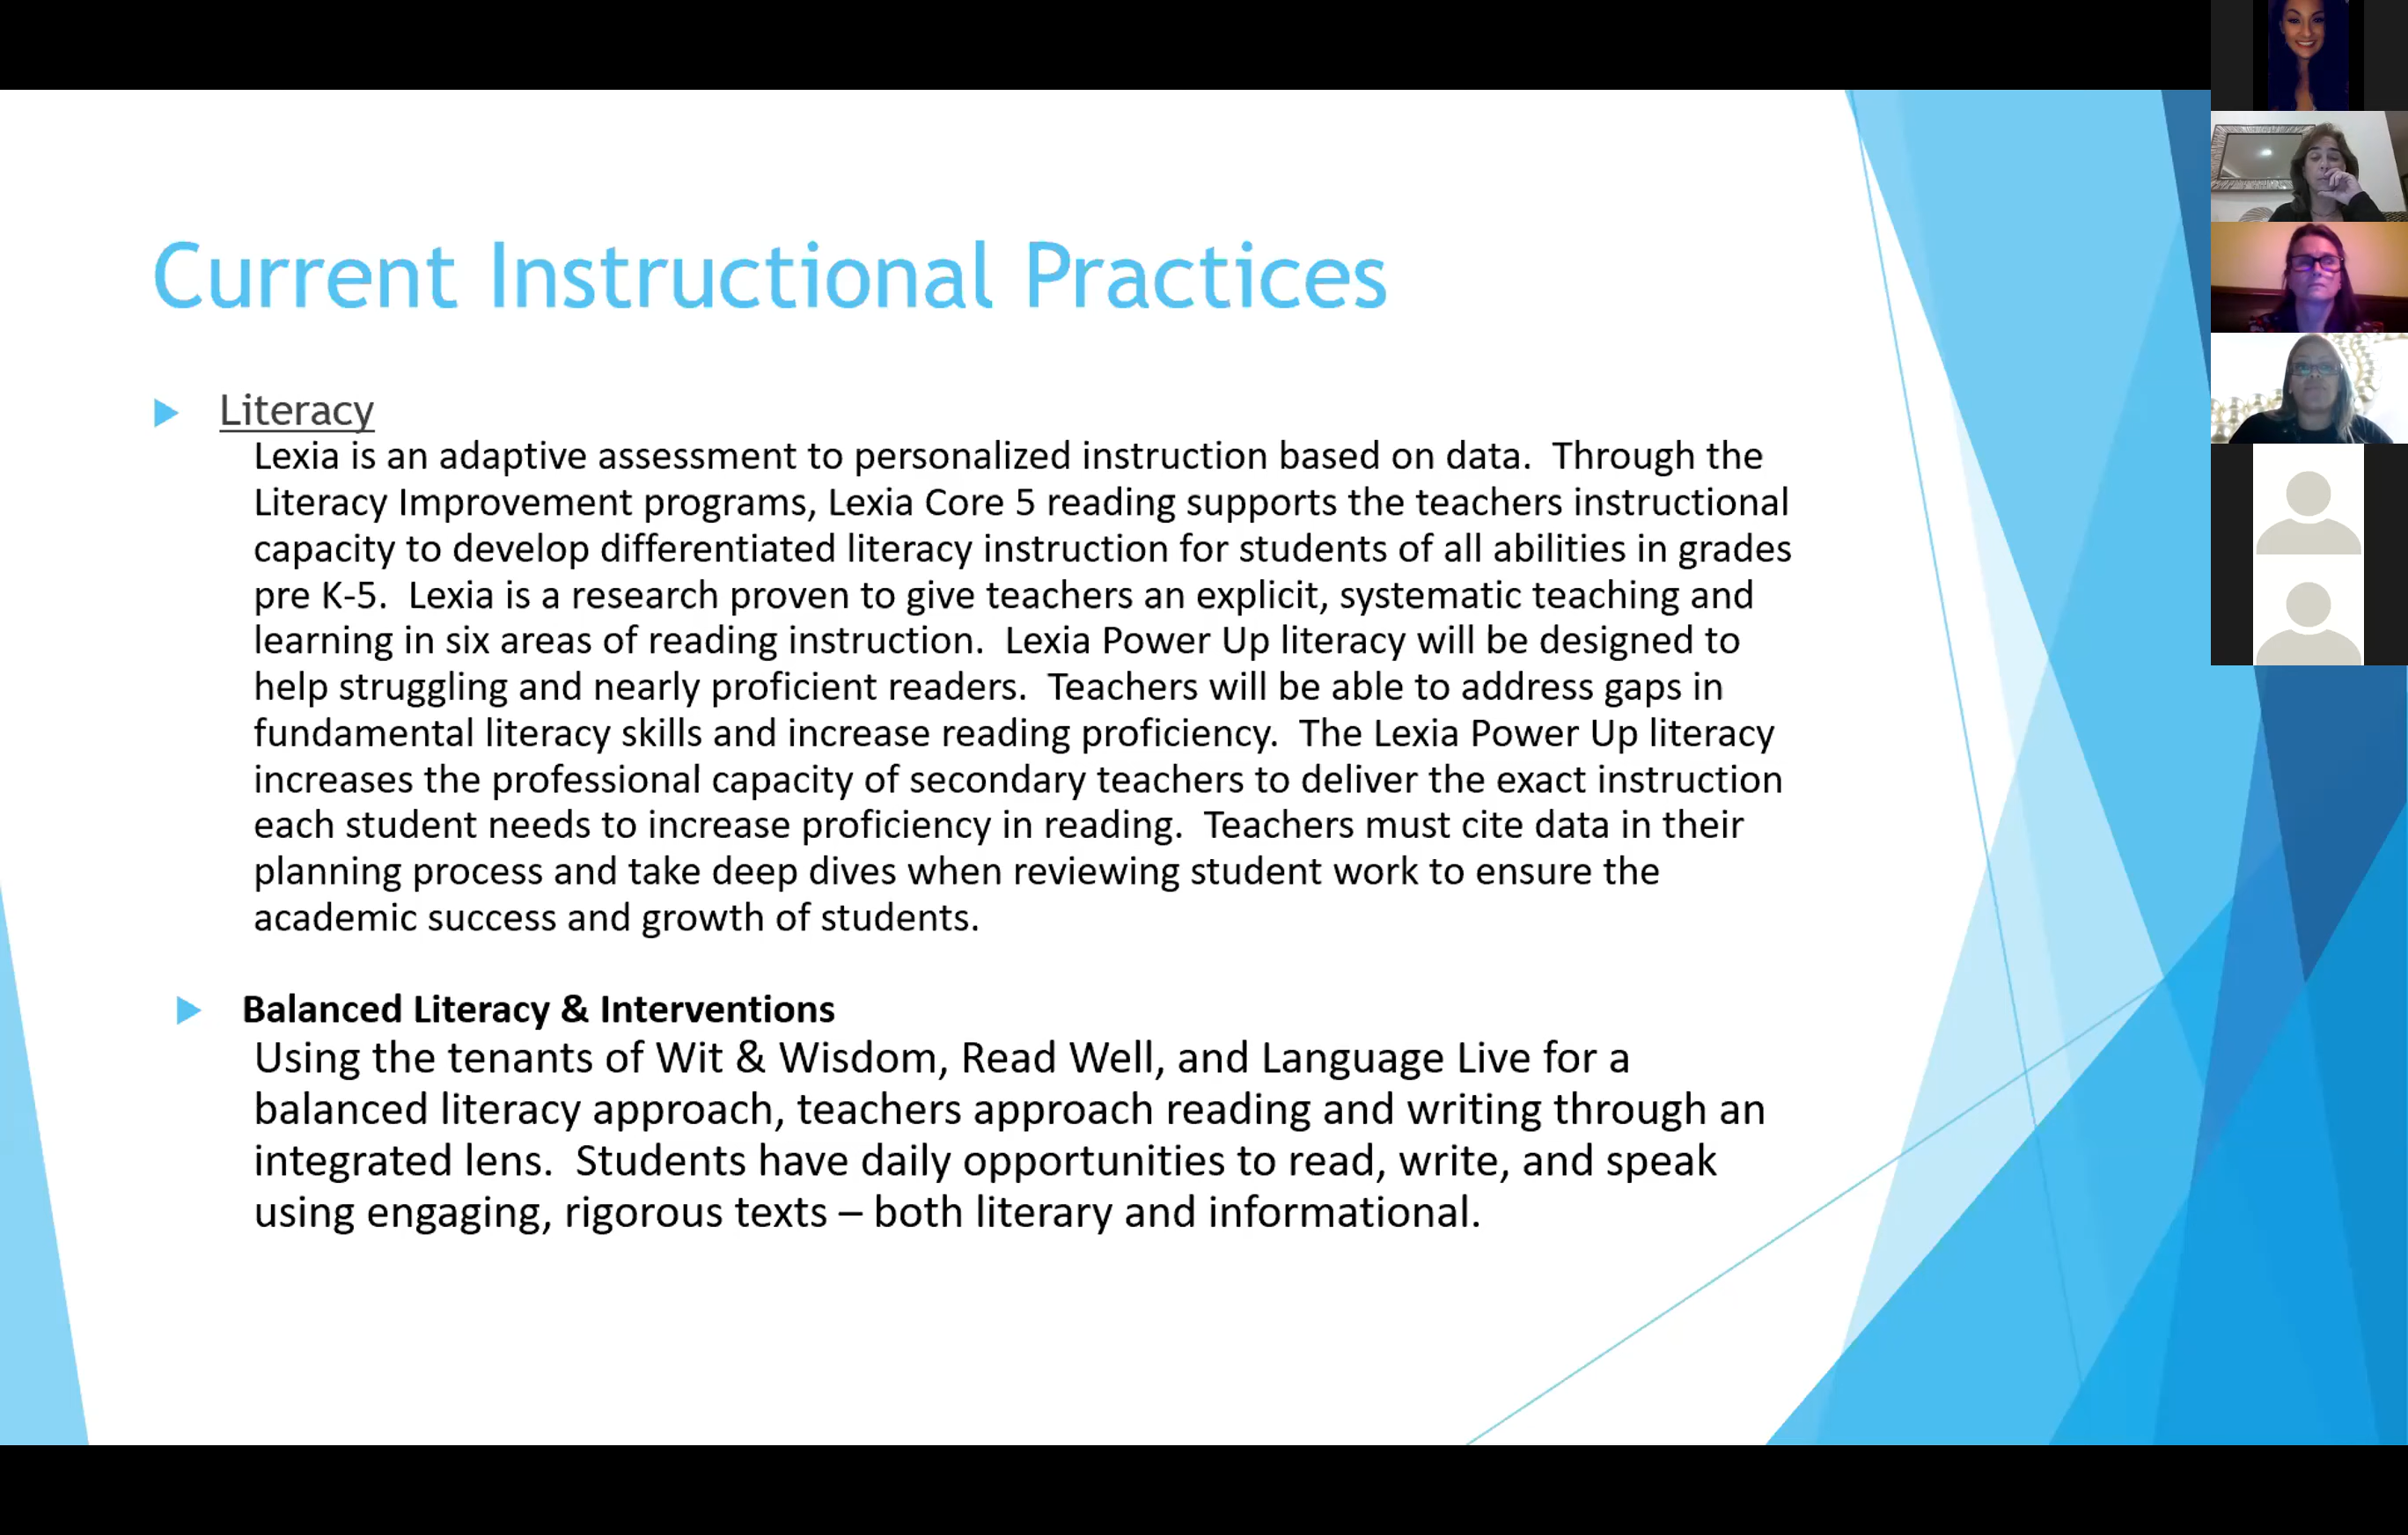 Current Instructional Practices
Literacy
Lexia is an adaptive assessment to personalized instruction based on data.  Through the
Literacy Improvement programs, Lexia Core 5 reading supports the teachers instructional
capacity to develop differentiated literacy instruction for students of all abilities in grades
pre K-5.  Lexia is a research proven to give teachers an explicit, systematic teaching and
learning in six areas of reading instruction.  Lexia Power Up literacy will be designed to
help struggling and nearly proficient readers.  Teachers will be able to address gaps in
fundamental literacy skills and increase reading proficiency.  The Lexia Power Up literacy
increases the professional capacity of secondary teachers to deliver the exact instruction
each student needs to increase proficiency in reading.  Teachers must cite data in their
planning process and take deep dives when reviewing student work to ensure the
academic success and growth of students.
Balanced Literacy & Interventions
Using the tenants of Wit & Wisdom, Read Well, and Language Live for a
balanced literacy approach, teachers approach reading and writing through an
integrated lens.  Students have daily opportunities to read, write, and speak
using engaging, rigorous texts – both literary and informational.